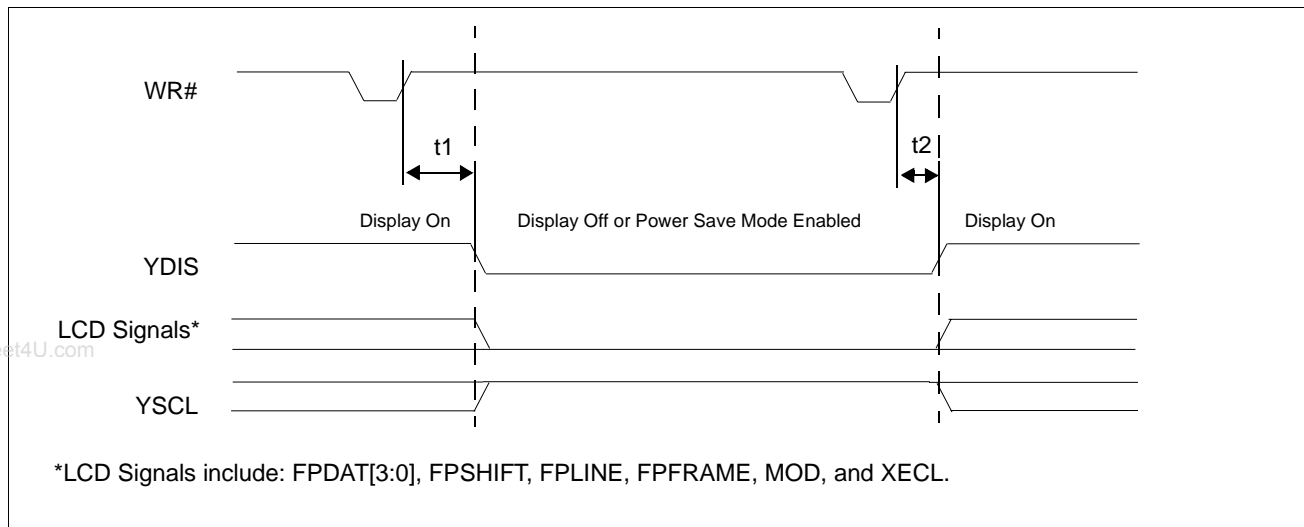 WR#
t1
t2
Display On
Display Off or Power Save Mode Enabled
Display On
YDIS
LCD Signals*
eet4U.com
YSCL
*LCD Signals include: FPDAT[3:0], FPSHIFT, FPLINE, FPFRAME, MOD, and XECL.